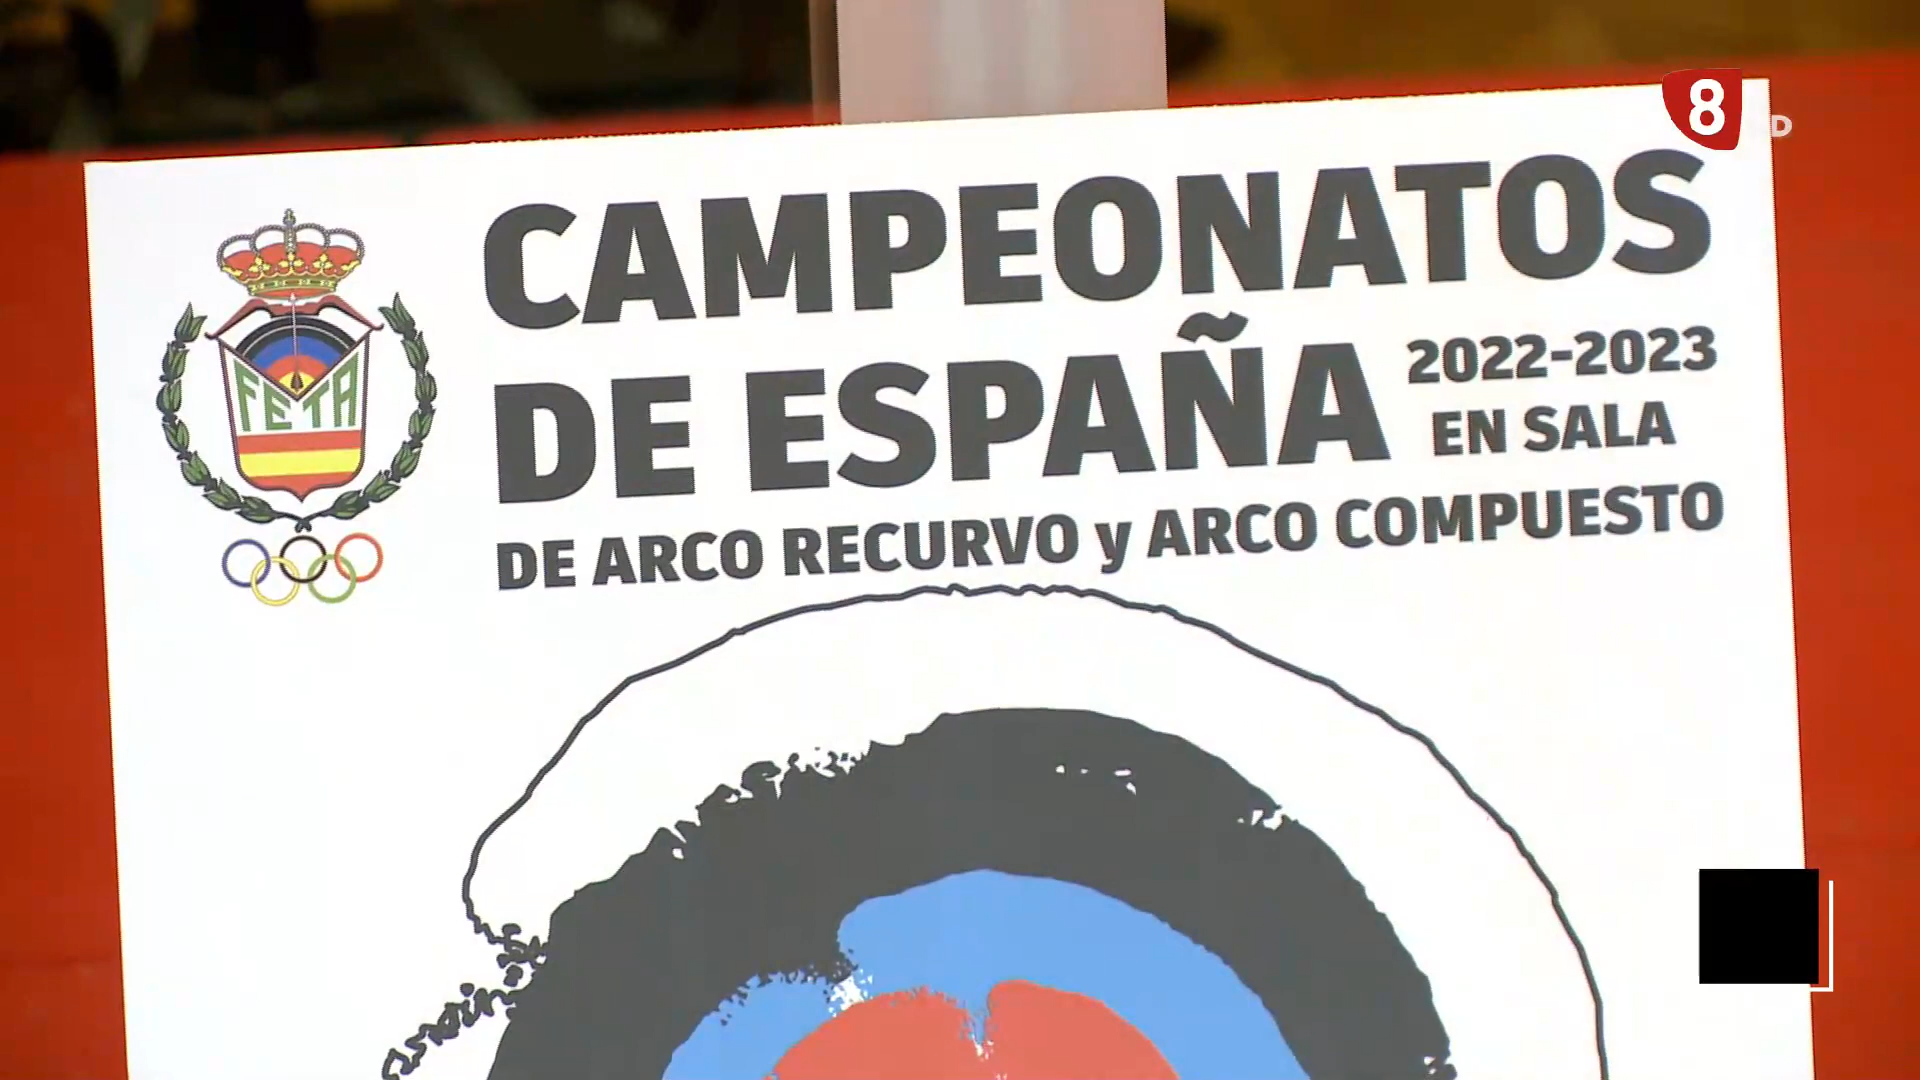 8
D
CAMPEONATOS
DE ESPAÑA
2022-2023
EN SALA
DE ARCO RECURVO y ARCO COMPUESTO
FETA